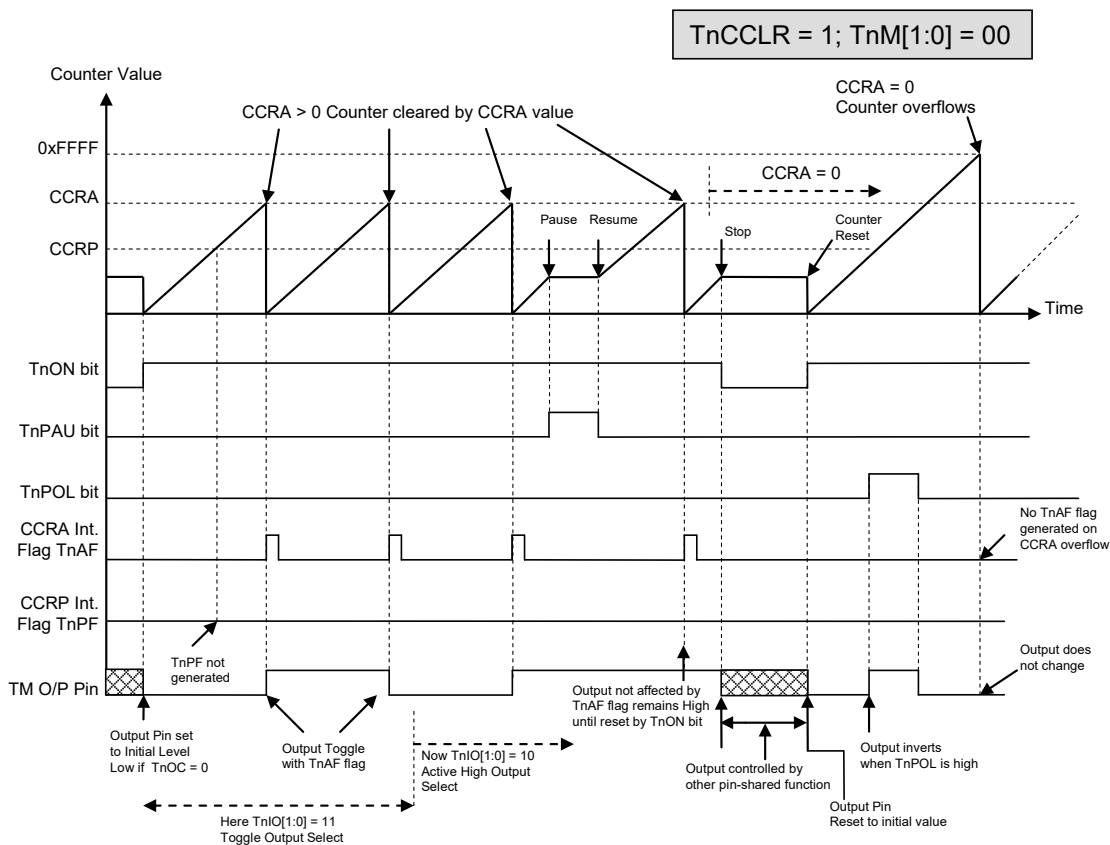 TnCCLR = 1; TnM[1:0] = 00
Counter Value
CCRA = 0
Counter overflows
CCRA > 0 Counter cleared by CCRA value
0xFFFF
CCRA = 0
CCRA
Pause
Resume
Stop
Counter
Reset
CCRP
Time
TnON bit
TnPAU bit
TnPOL bit
CCRA Int.
Flag TnAF
No TnAF flag
generated on
CCRA overflow
CCRP Int.
Flag TnPF
TnPF not
generated
Output does
not change
TM O/P Pin
Output not affected by
TnAF flag remains High
until reset by TnON bit
Output Pin set
to Initial Level
Low if TnOC = 0
Output Toggle
with TnAF flag
Now TnIO[1:0] = 10
Active High Output
Select
Output controlled by
other pin-shared function
Output inverts
when TnPOL is high
Output Pin
Reset to initial value
Here TnIO[1:0] = 11
Toggle Output Select